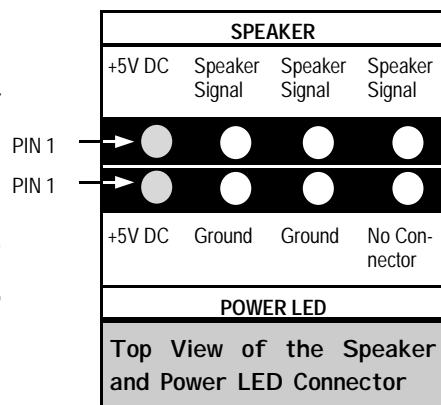 SPEAKER
+5V DC Speaker Speaker Speaker
Signal Signal Signal
PIN 1
PIN 1
+5V DC Ground Ground No Con-
nector
POWER LED
Top View of the Speaker
and Power LED Connector